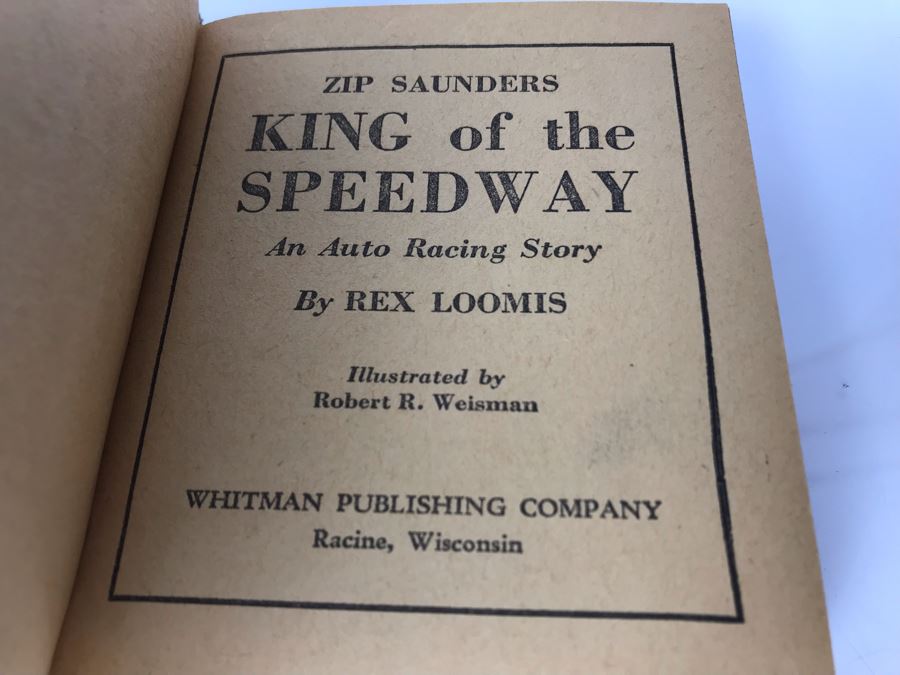 ZIP SAUNDERS
KING of the
SPEEDWAY
An Auto Racing Story
By REX LOOMIS
Illustrated by
Robert R. Weisman
WHITMAN PUBLISHING COMPANY
Racine, Wisconsin